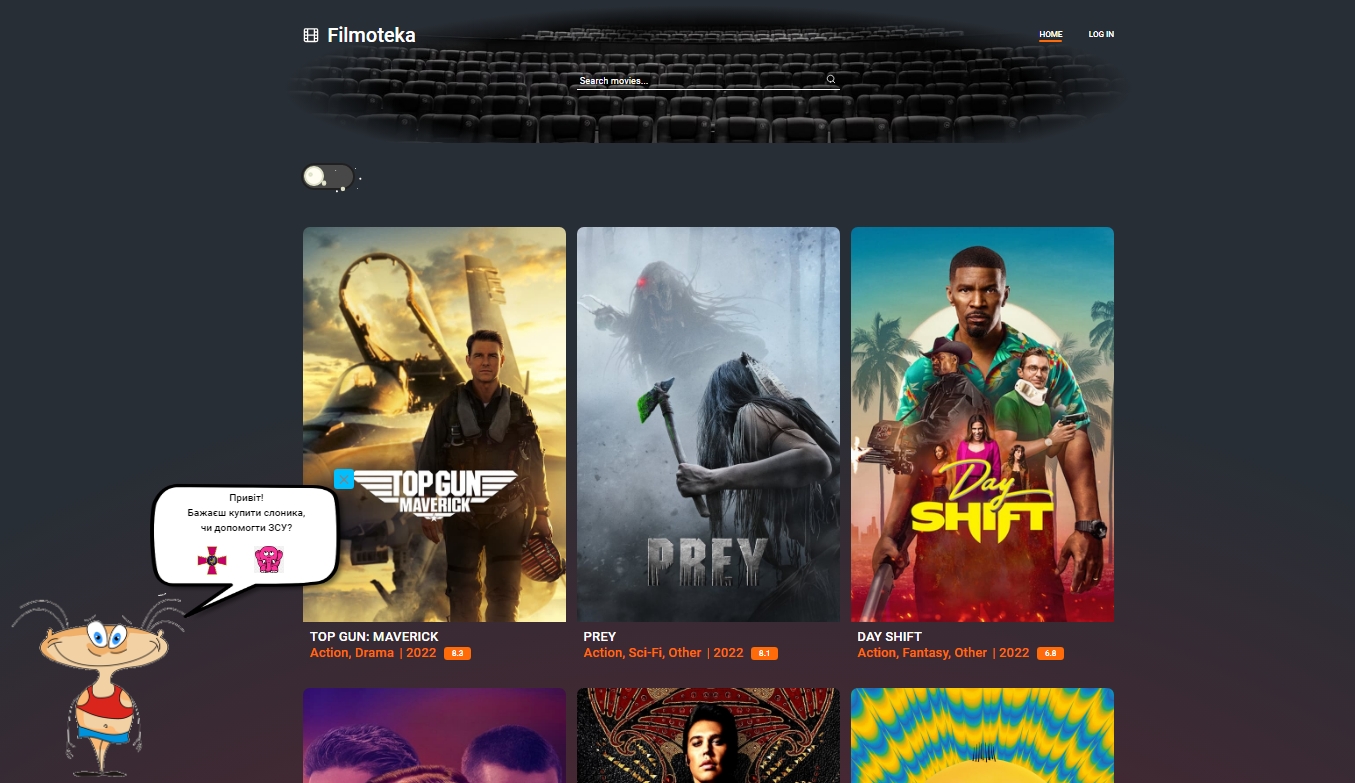 Filmoteka
HOME
LOG IN
Search movies...
TOP GUN
MAVERICK
PREY
Day
SHIFT
Привіт!
Бажаєш купити слоника,
чи допомогти ЗСУ?
TOP GUN: MAVERICK
Action, Drama | 2022 8.3
PREY
Action, Sci-Fi, Other | 2022 8.1
DAY SHIFT
Action, Fantasy, Other | 2022 6.8